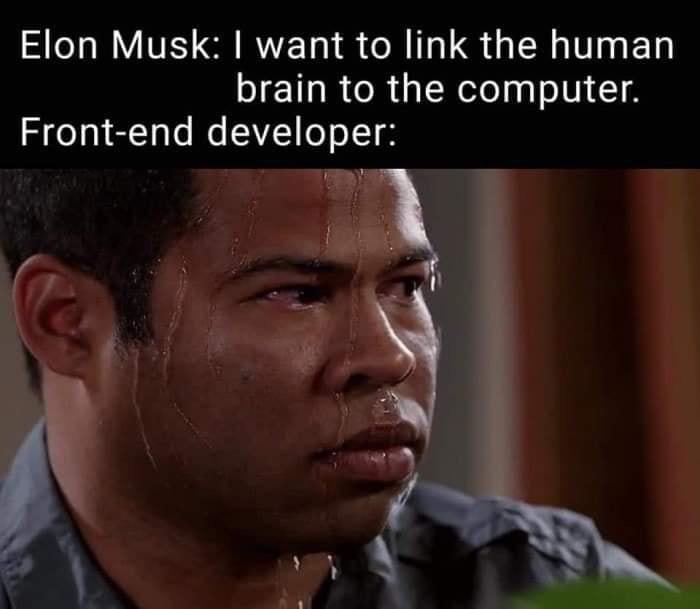 Elon Musk: I want to link the human
brain to the computer.
Front-end developer: